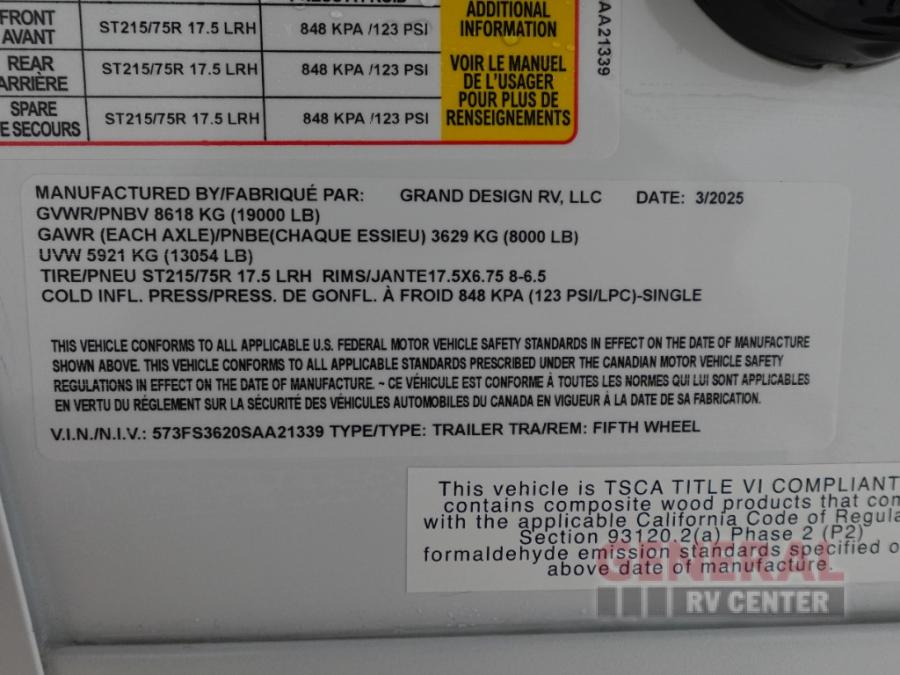 FRONT
AVANT
ST215/75R 17.5 LRH
848 KPA /123 PSI
ADDITIONAL
INFORMATION
REAR
ARRIÈRE
ST215/75R 17.5 LRH
848 KPA /123 PSI
VOIR LE MANUEL
DE L'USAGER
POUR PLUS DE
RENSEIGNEMENTS
SPARE
E SECOURS
ST215/75R 17.5 LRH
848 KPA /123 PSI
AA21339
MANUFACTURED BY/FABRIQUÉ PAR: GRAND DESIGN RV, LLC DATE: 3/2025
GVWR/PNBV 8618 KG (19000 LB)
GAWR (EACH AXLE)/PNBE(CHAQUE ESSIEU) 3629 KG (8000 LB)
UVW 5921 KG (13054 LB)
TIRE/PNEU ST215/75R 17.5 LRH RIMS/JANTE17.5X6.75 8-6.5
COLD INFL. PRESS/PRESS. DE GONFL. À FROID 848 KPA (123 PSI/LPC)-SINGLE
THIS VEHICLE CONFORMS TO ALL APPLICABLE U.S. FEDERAL MOTOR VEHICLE SAFETY STANDARDS IN EFFECT ON THE DATE OF MANUFACTURE
SHOWN ABOVE. THIS VEHICLE CONFORMS TO ALL APPLICABLE STANDARDS PRESCRIBED UNDER THE CANADIAN MOTOR VEHICLE SAFETY
REGULATIONS IN EFFECT ON THE DATE OF MANUFACTURE. ~ CE VÉHICULE EST CONFORME À TOUTES LES NORMES QUI LUI SONT APPLICABLES
EN VERTU DU RÉGLEMENT SUR LA SÉCURITÉ DES VÉHICULES AUTOMOBILES DU CANADA EN VIGUEUR À LA DATE DE SA FABRICATION.
V.I.N./N.I.V.: 573FS3620SAA21339 TYPE/TYPE: TRAILER TRA/REM: FIFTH WHEEL
This vehicle is TSCA TITLE VI COMPLIANT
contains composite wood products that com
with the applicable California Code of Regula
Section 93120.2(a) Phase 2 (P2)
formaldehyde emission standards specified o
above date of manufacture.
GENERAL
RV CENTER